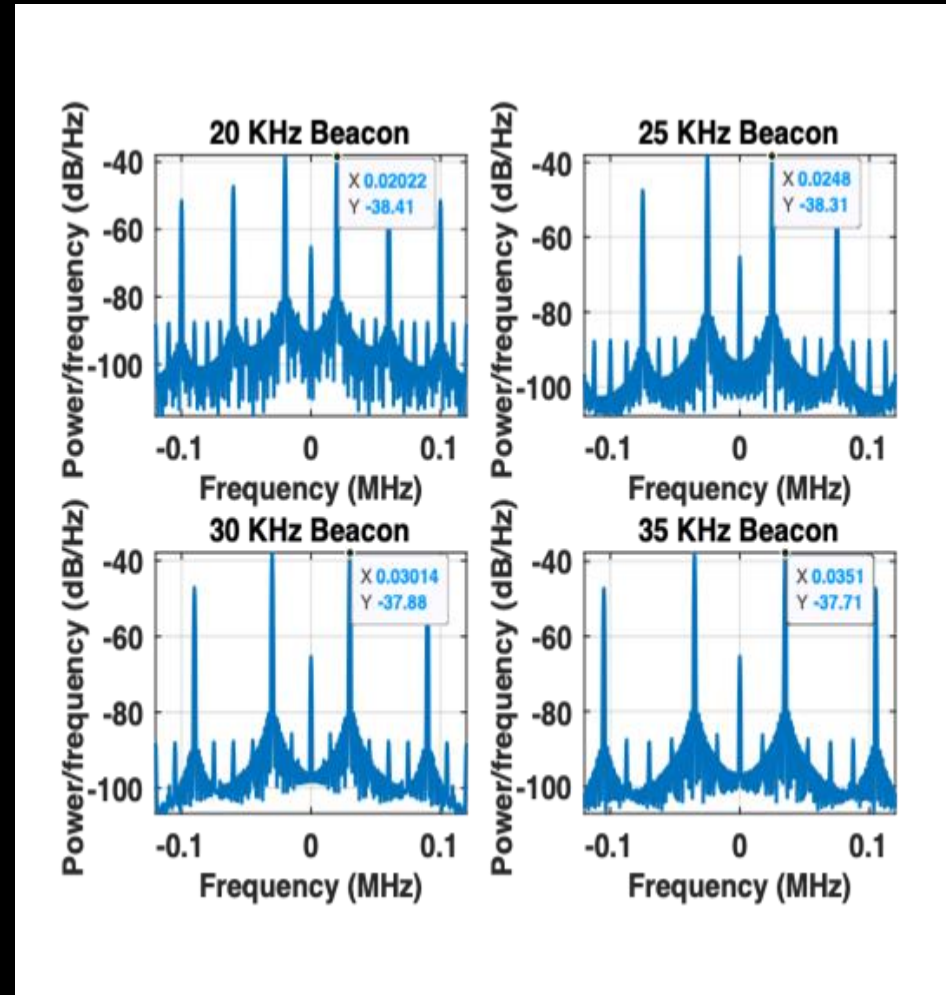 20 KHz Beacon
Power/frequency (dB/Hz)
-40
-60
-80
-100
X 0.02022
Y -38.41
-0.1
0
0.1
Frequency (MHz)
25 KHz Beacon
Power/frequency (dB/Hz)
-40
-60
-80
-100
X 0.0248
Y -38.31
-0.1
0
0.1
Frequency (MHz)
30 KHz Beacon
Power/frequency (dB/Hz)
-40
-60
-80
-100
X 0.03014
Y -37.88
-0.1
0
0.1
Frequency (MHz)
35 KHz Beacon
Power/frequency (dB/Hz)
-40
-60
-80
-100
X 0.0351
Y -37.71
-0.1
0
0.1
Frequency (MHz)